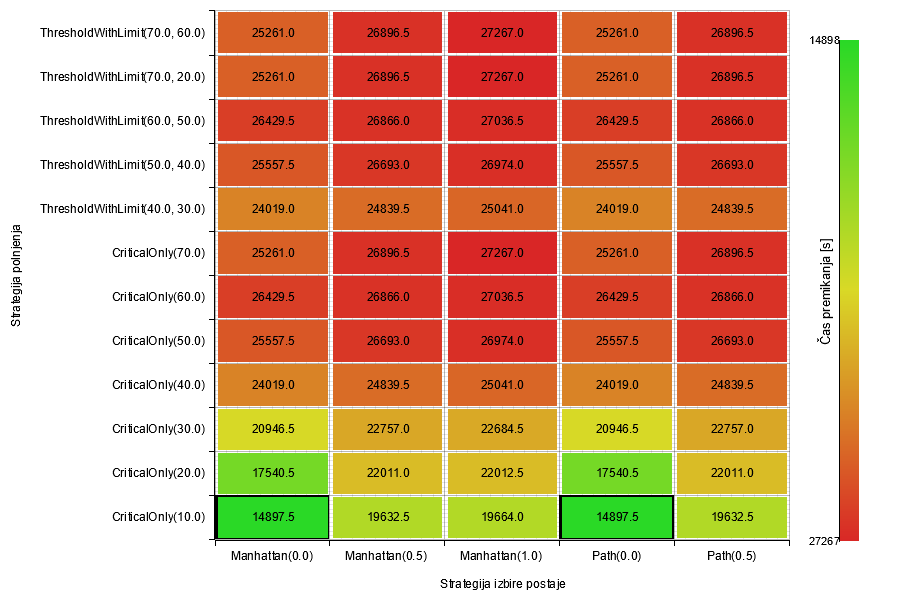 ThresholdWithLimit(70.0, 60.0) 25261.0 26896.5 27267.0 25261.0 26896.5
ThresholdWithLimit(70.0, 20.0) 25261.0 26896.5 27267.0 25261.0 26896.5
ThresholdWithLimit(60.0, 50.0) 26429.5 26866.0 27036.5 26429.5 26866.0
ThresholdWithLimit(50.0, 40.0) 25557.5 26693.0 26974.0 25557.5 26693.0
ThresholdWithLimit(40.0, 30.0) 24019.0 24839.5 25041.0 24019.0 24839.5
CriticalOnly(70.0) 25261.0 26896.5 27267.0 25261.0 26896.5
CriticalOnly(60.0) 26429.5 26866.0 27036.5 26429.5 26866.0
CriticalOnly(50.0) 25557.5 26693.0 26974.0 25557.5 26693.0
CriticalOnly(40.0) 24019.0 24839.5 25041.0 24019.0 24839.5
CriticalOnly(30.0) 20946.5 22757.0 22684.5 20946.5 22757.0
CriticalOnly(20.0) 17540.5 22011.0 22012.5 17540.5 22011.0
CriticalOnly(10.0) 14897.5 19632.5 19664.0 14897.5 19632.5
Manhattan(0.0) Manhattan(0.5) Manhattan(1.0) Path(0.0) Path(0.5)
Strategija izbire postaje
Strategija polnjenja
14898
Čas premikanja [s]
27267